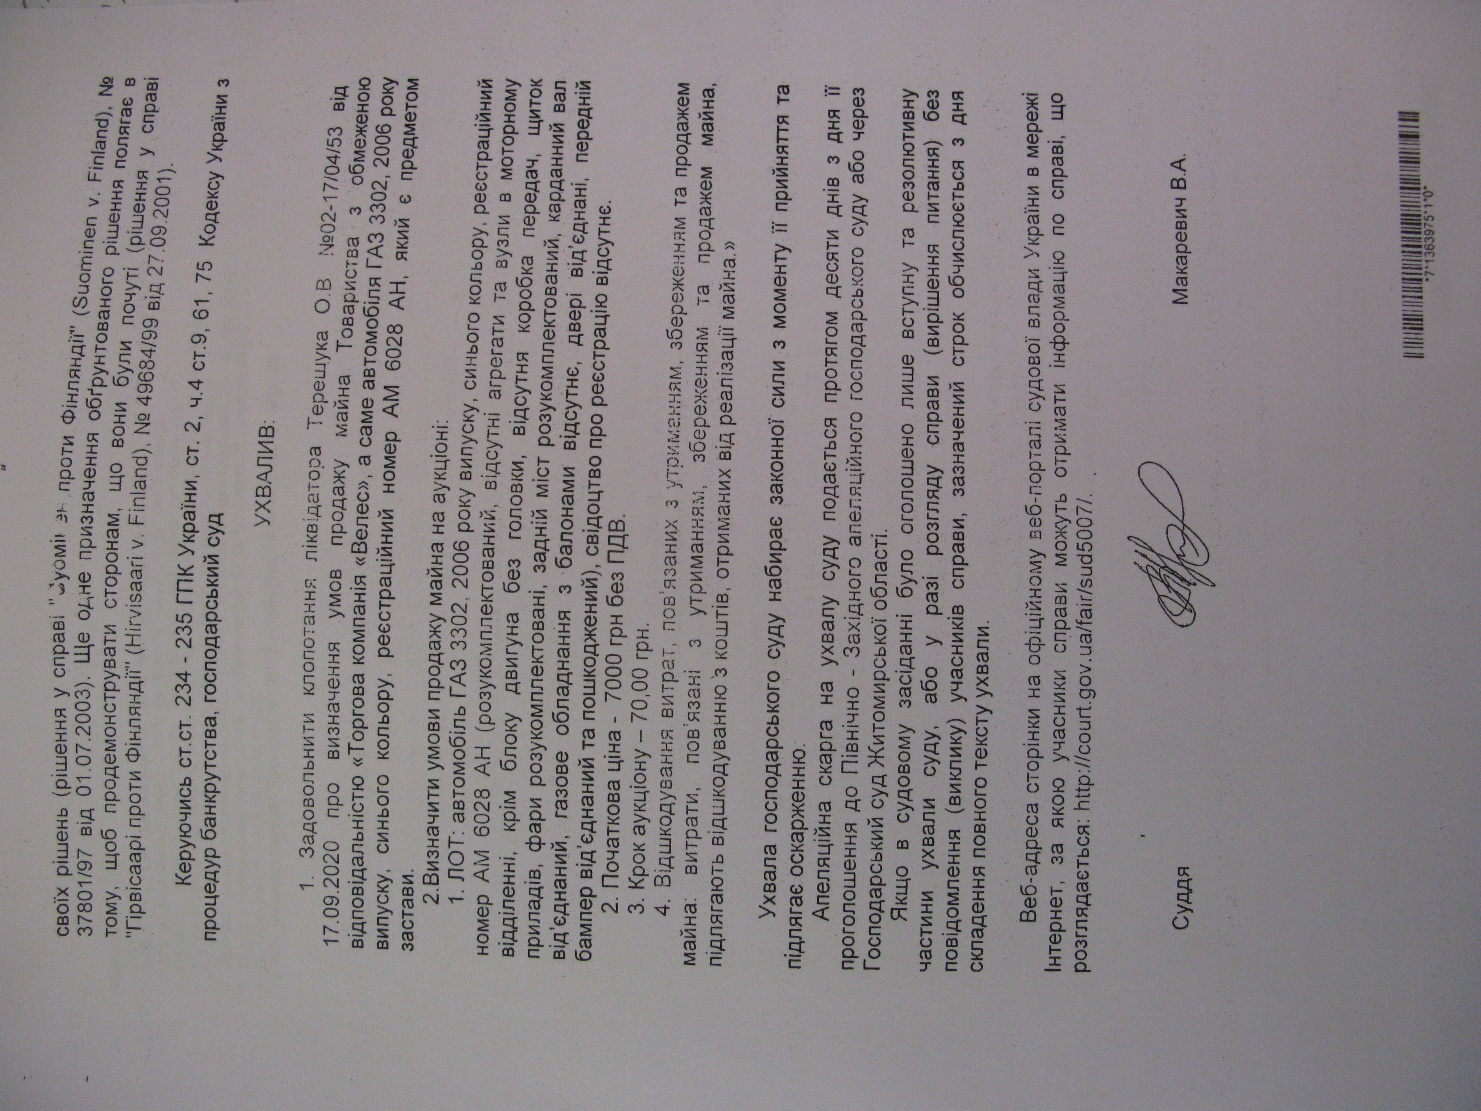 своїх рішень (рішення у справі "Суомінен проти Фінляндії" (Suominen v. Finland), №
37801/97 від 01.07.2003). Ще одне призначення обґрунтованого рішення полягає в
тому, щоб продемонструвати сторонам, що вони були почуті (рішення у справі
"Гірвісаарі проти Фінляндії" (Hirvisaari v. Finland), № 49684/99 від 27.09.2001).
Керуючись ст.ст. 234 - 235 ГПК України, ст. 2, ч.4 ст.9, 61, 75 Кодексу України з
процедур банкрутства, господарський суд
УХВАЛИВ:
1. Задовольнити клопотання ліквідатора Терещука О.В №02-17/04/53 від
17.09.2020 про визначення умов продажу майна Товариства з обмеженою
відповідальністю «Торгова компанія «Велес», а саме автомобіля ГАЗ 3302, 2006 року
випуску, синього кольору, реєстраційний номер АМ 6028 АН, який є предметом
застави.
2.Визначити умови продажу майна на аукціоні:
1. ЛОТ: автомобіль ГАЗ 3302, 2006 року випуску, синього кольору, реєстраційний
номер АМ 6028 АН (розукомплектований, відсутні агрегати та вузли в моторному
відділенні, крім блоку двигуна без головки, відсутня коробка передач, щиток
приладів, фари розукомплектовані, задній міст розукомплектований, карданний вал
від'єднаний, газове обладнання з балонами відсутнє, двері від'єднані, передній
бампер від'єднаний та пошкоджений), свідоцтво про реєстрацію відсутнє.
2. Початкова ціна - 7000 грн без ПДВ.
3. Крок аукціону – 70,00 грн.
4. Відшкодування витрат, пов'язаних з утриманням, збереженням та продажем
майна: витрати, пов'язані з утриманням, збереженням та продажем майна,
підлягають відшкодуванню з коштів, отриманих від реалізації майна.»
Ухвала господарського суду набирає законної сили з моменту її прийняття та
підлягає оскарженню.
Апеляційна скарга на ухвалу суду подається протягом десяти днів з дня її
проголошення до Північно - Західного апеляційного господарського суду або через
Господарський суд Житомирської області.
Якщо в судовому засіданні було оголошено лише вступну та резолютивну
частини ухвали суду, або у разі розгляду справи (вирішення питання) без
повідомлення (виклику) учасників справи, зазначений строк обчислюється з дня
складення повного тексту ухвали.
Веб-адреса сторінки на офіційному веб-порталі судової влади України в мережі
Інтернет, за якою учасники справи можуть отримати інформацію по справі, що
розглядається: http://court.gov.ua/fair/sud5007/.
Суддя Макаревич В.А.
*7*1363975*1*0*